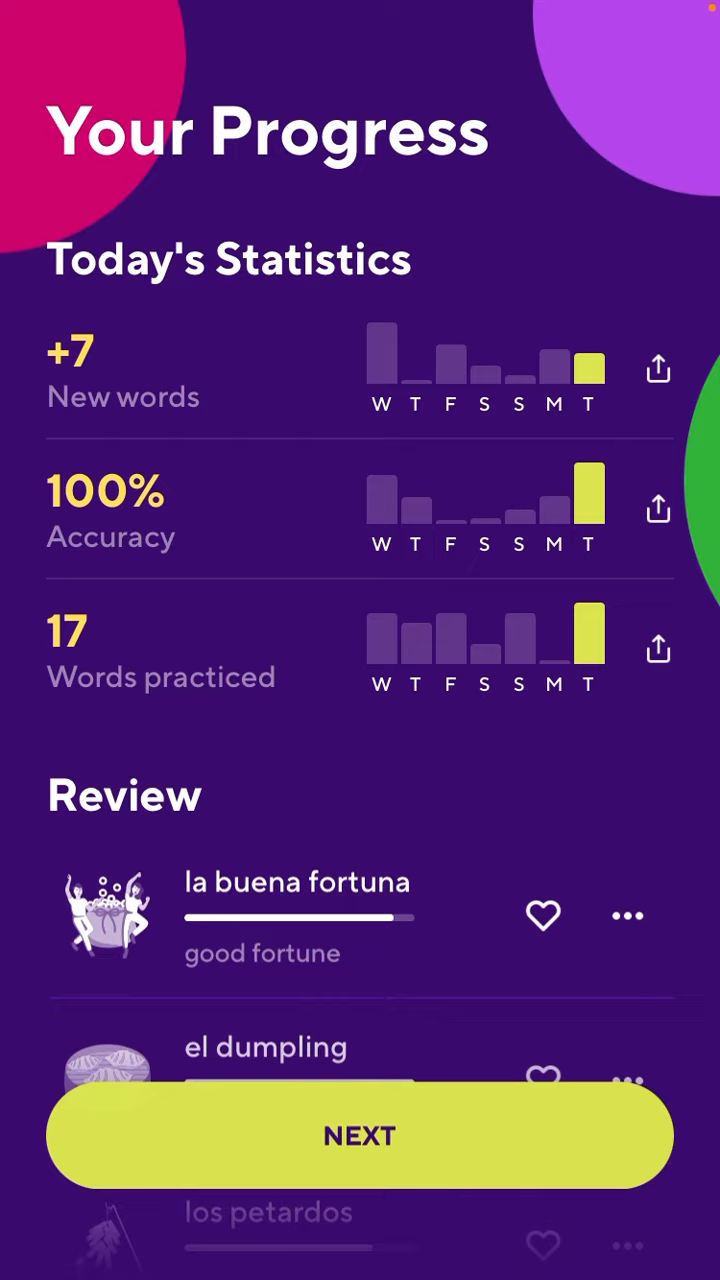 Your Progress
Today's Statistics
+7
New words
W T F S S M T
100%
Accuracy
W T F S S M T
17
Words practiced
W T F S S M T
Review
la buena fortuna
good fortune
el dumpling
NEXT
los petardos